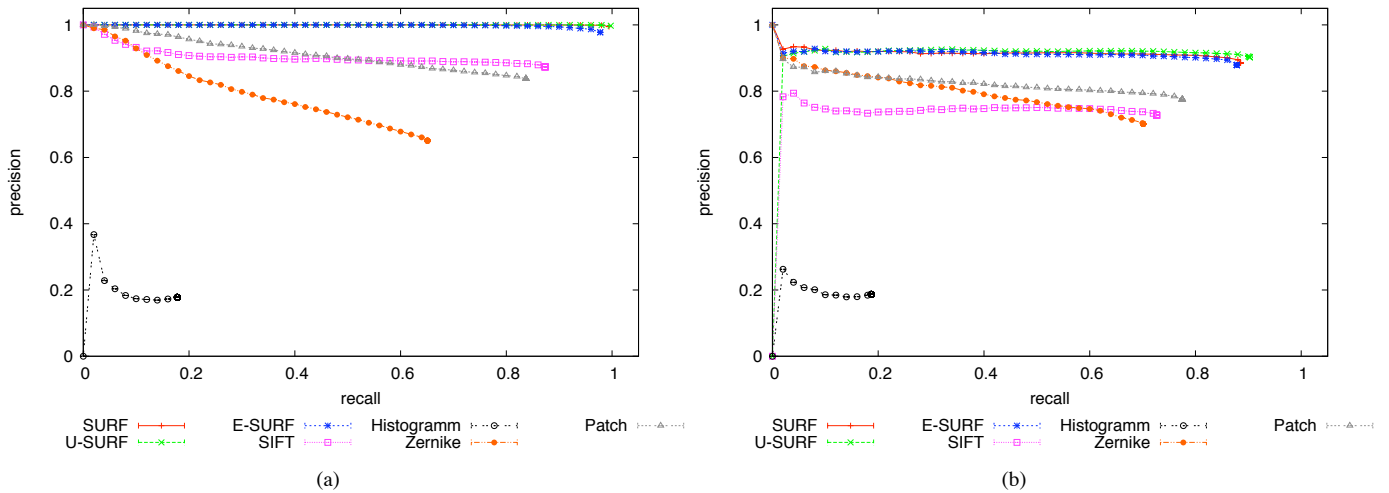 1
0.8
0.6
0.4
0.2
0
precision
0 0.2 0.4 0.6 0.8 1
recall
SURF E-SURF Histogramm Patch
U-SURF SIFT Zernike
(a)
1
0.8
0.6
0.4
0.2
0
precision
0 0.2 0.4 0.6 0.8 1
recall
SURF E-SURF Histogramm Patch
U-SURF SIFT Zernike
(b)